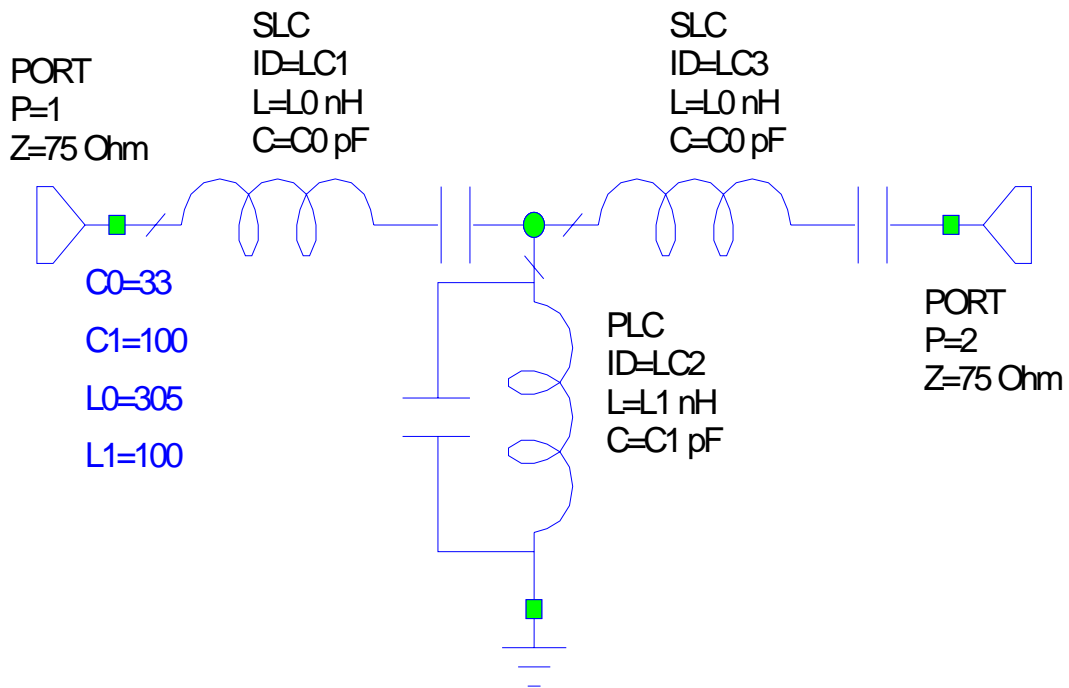 PORT
P=1
Z=75 Ohm
SLC
ID=LC1
L=L0 nH
C=C0 pF
SLC
ID=LC3
L=L0 nH
C=C0 pF
C0=33
C1=100
L0=305
L1=100
PLC
ID=LC2
L=L1 nH
C=C1 pF
PORT
P=2
Z=75 Ohm